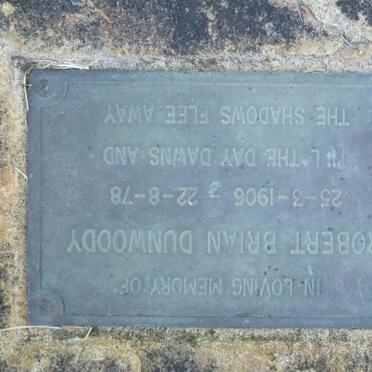 IN LOVING MEMORY OF
ROBERT BRIAN DUNWOODY
25-3-1906 - 22-8-78
TILL THE DAY DAWNS AND
THE SHADOWS FLEE AWAY